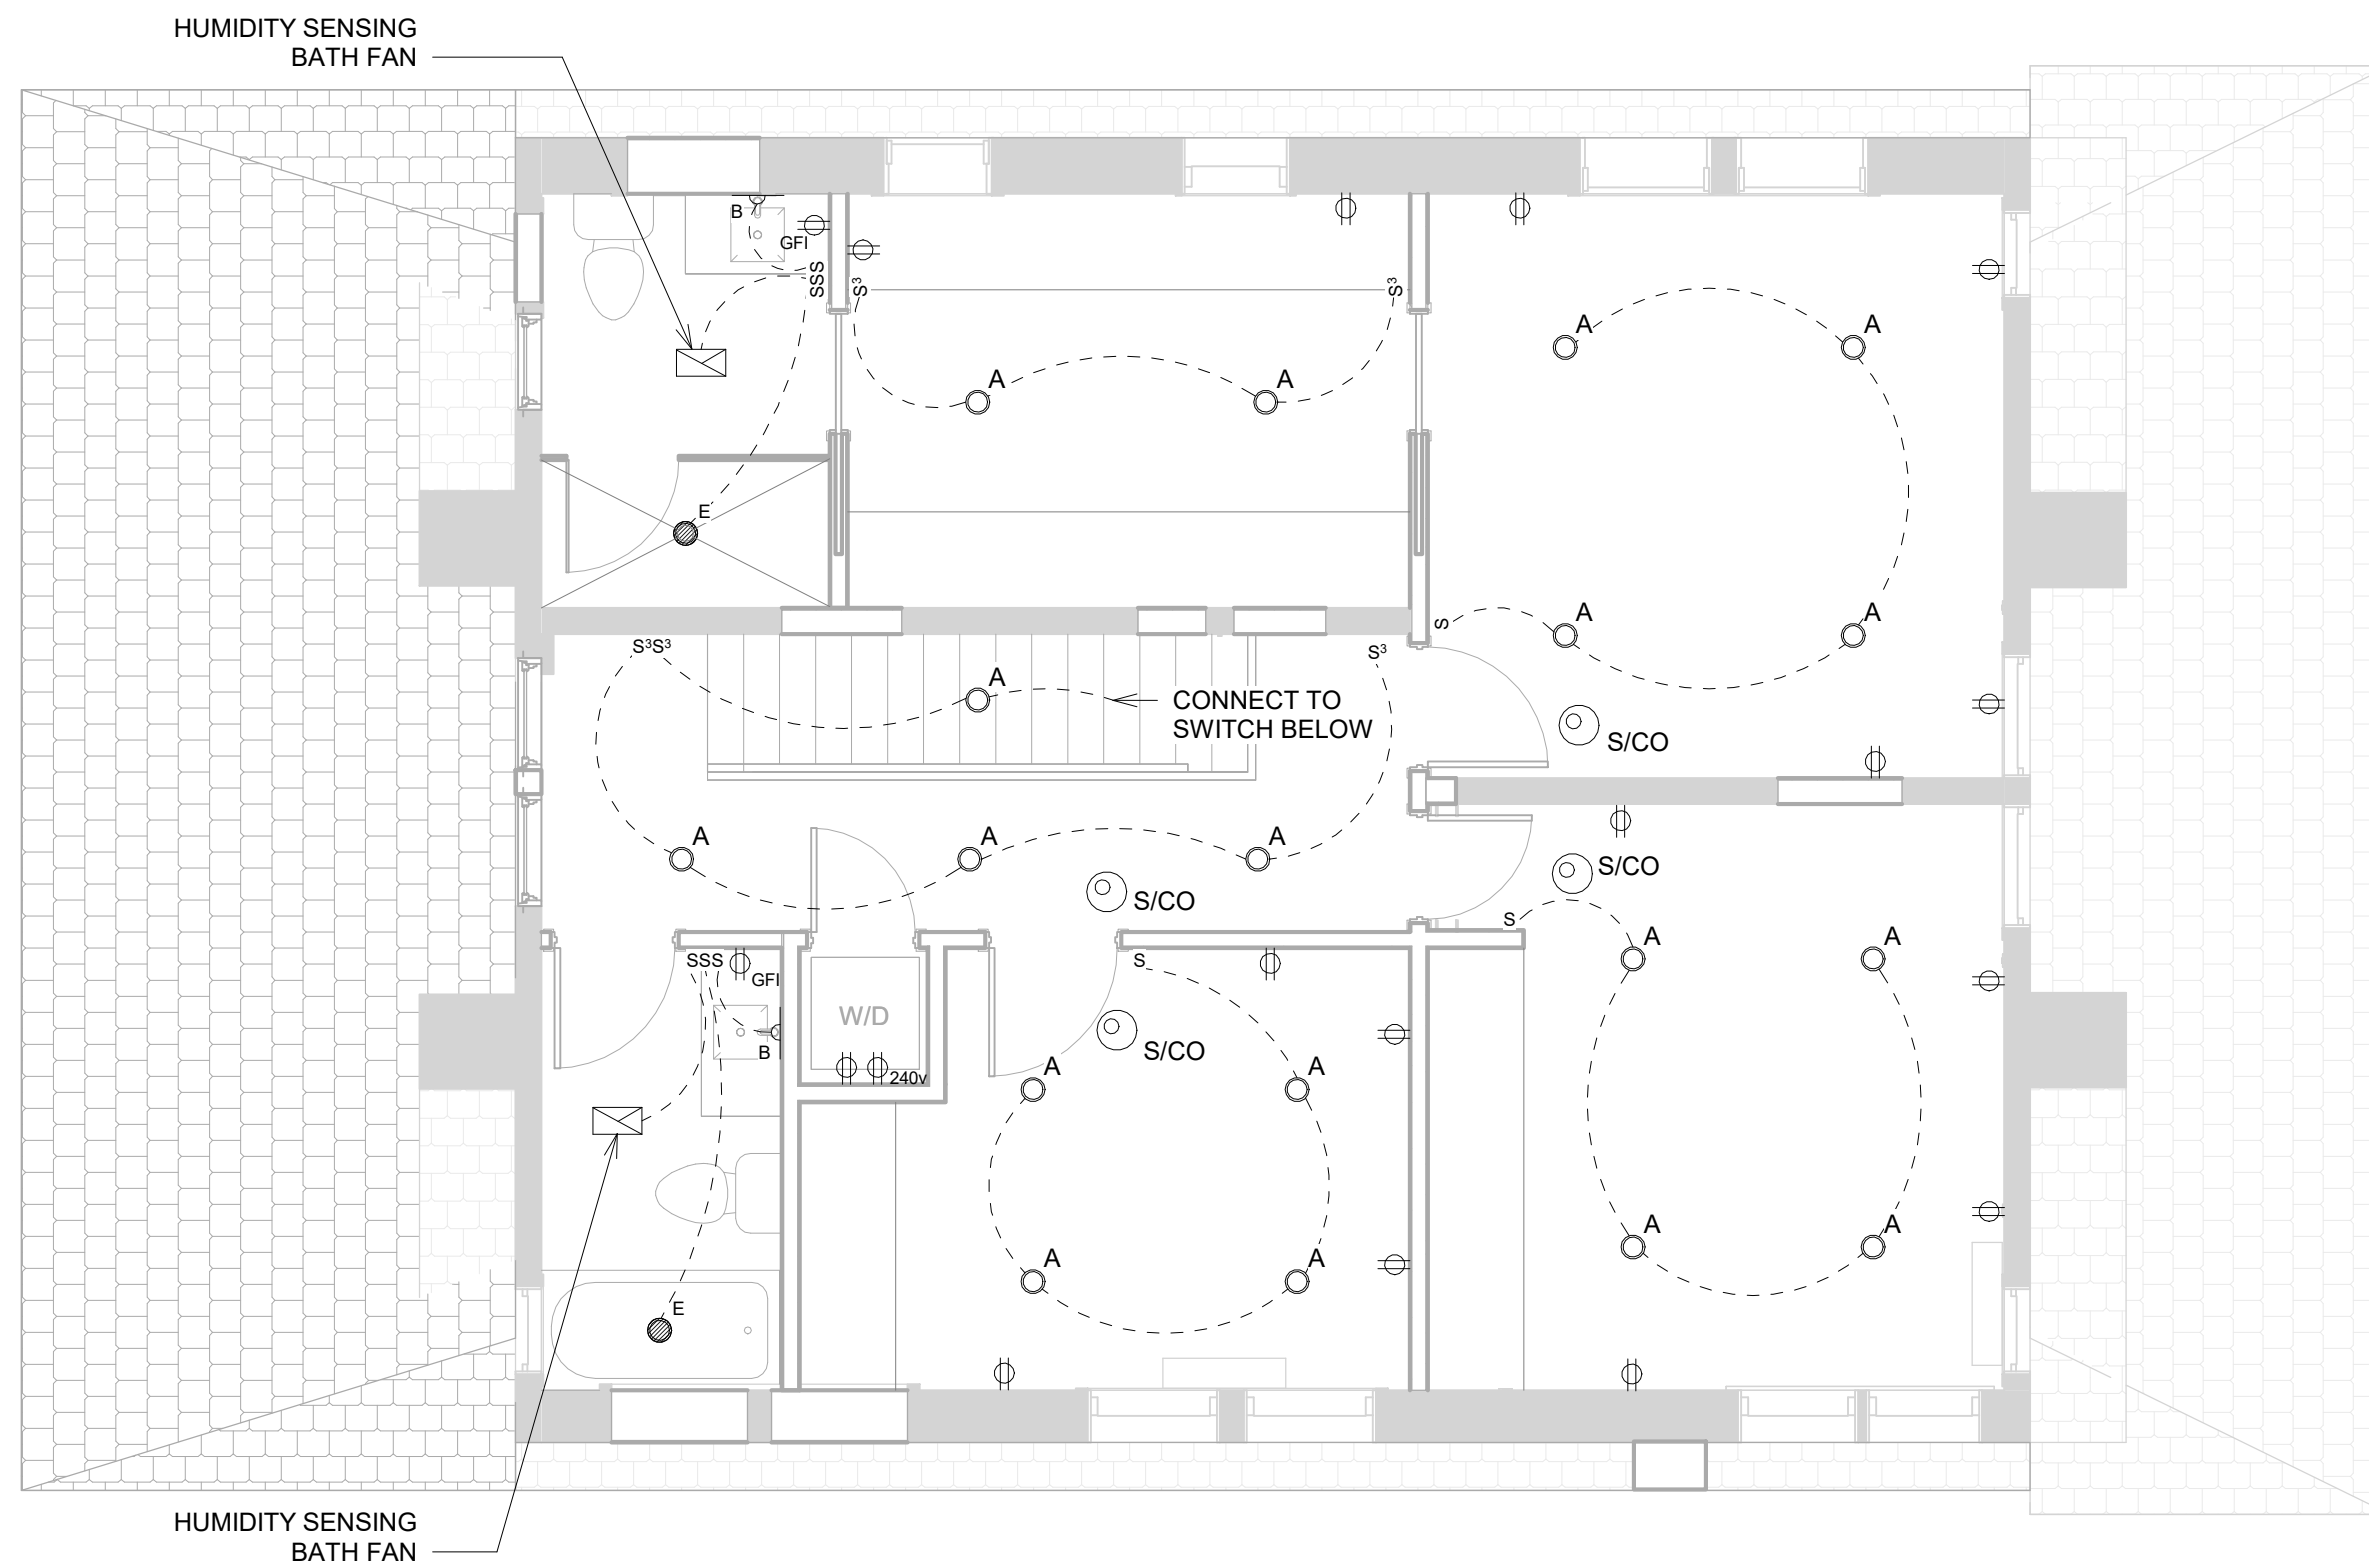 HUMIDITY SENSING
BATH FAN
B
GFI
SSS
S³
S³
A
A
A
A
E
A
A
S
S³S³
S³
A
CONNECT TO
SWITCH BELOW
S/CO
A
A
A
S/CO
S/CO
S
A
A
SSS
GFI
S
W/D
B
S/CO
240v
A
A
A
A
A
A
E
HUMIDITY SENSING
BATH FAN